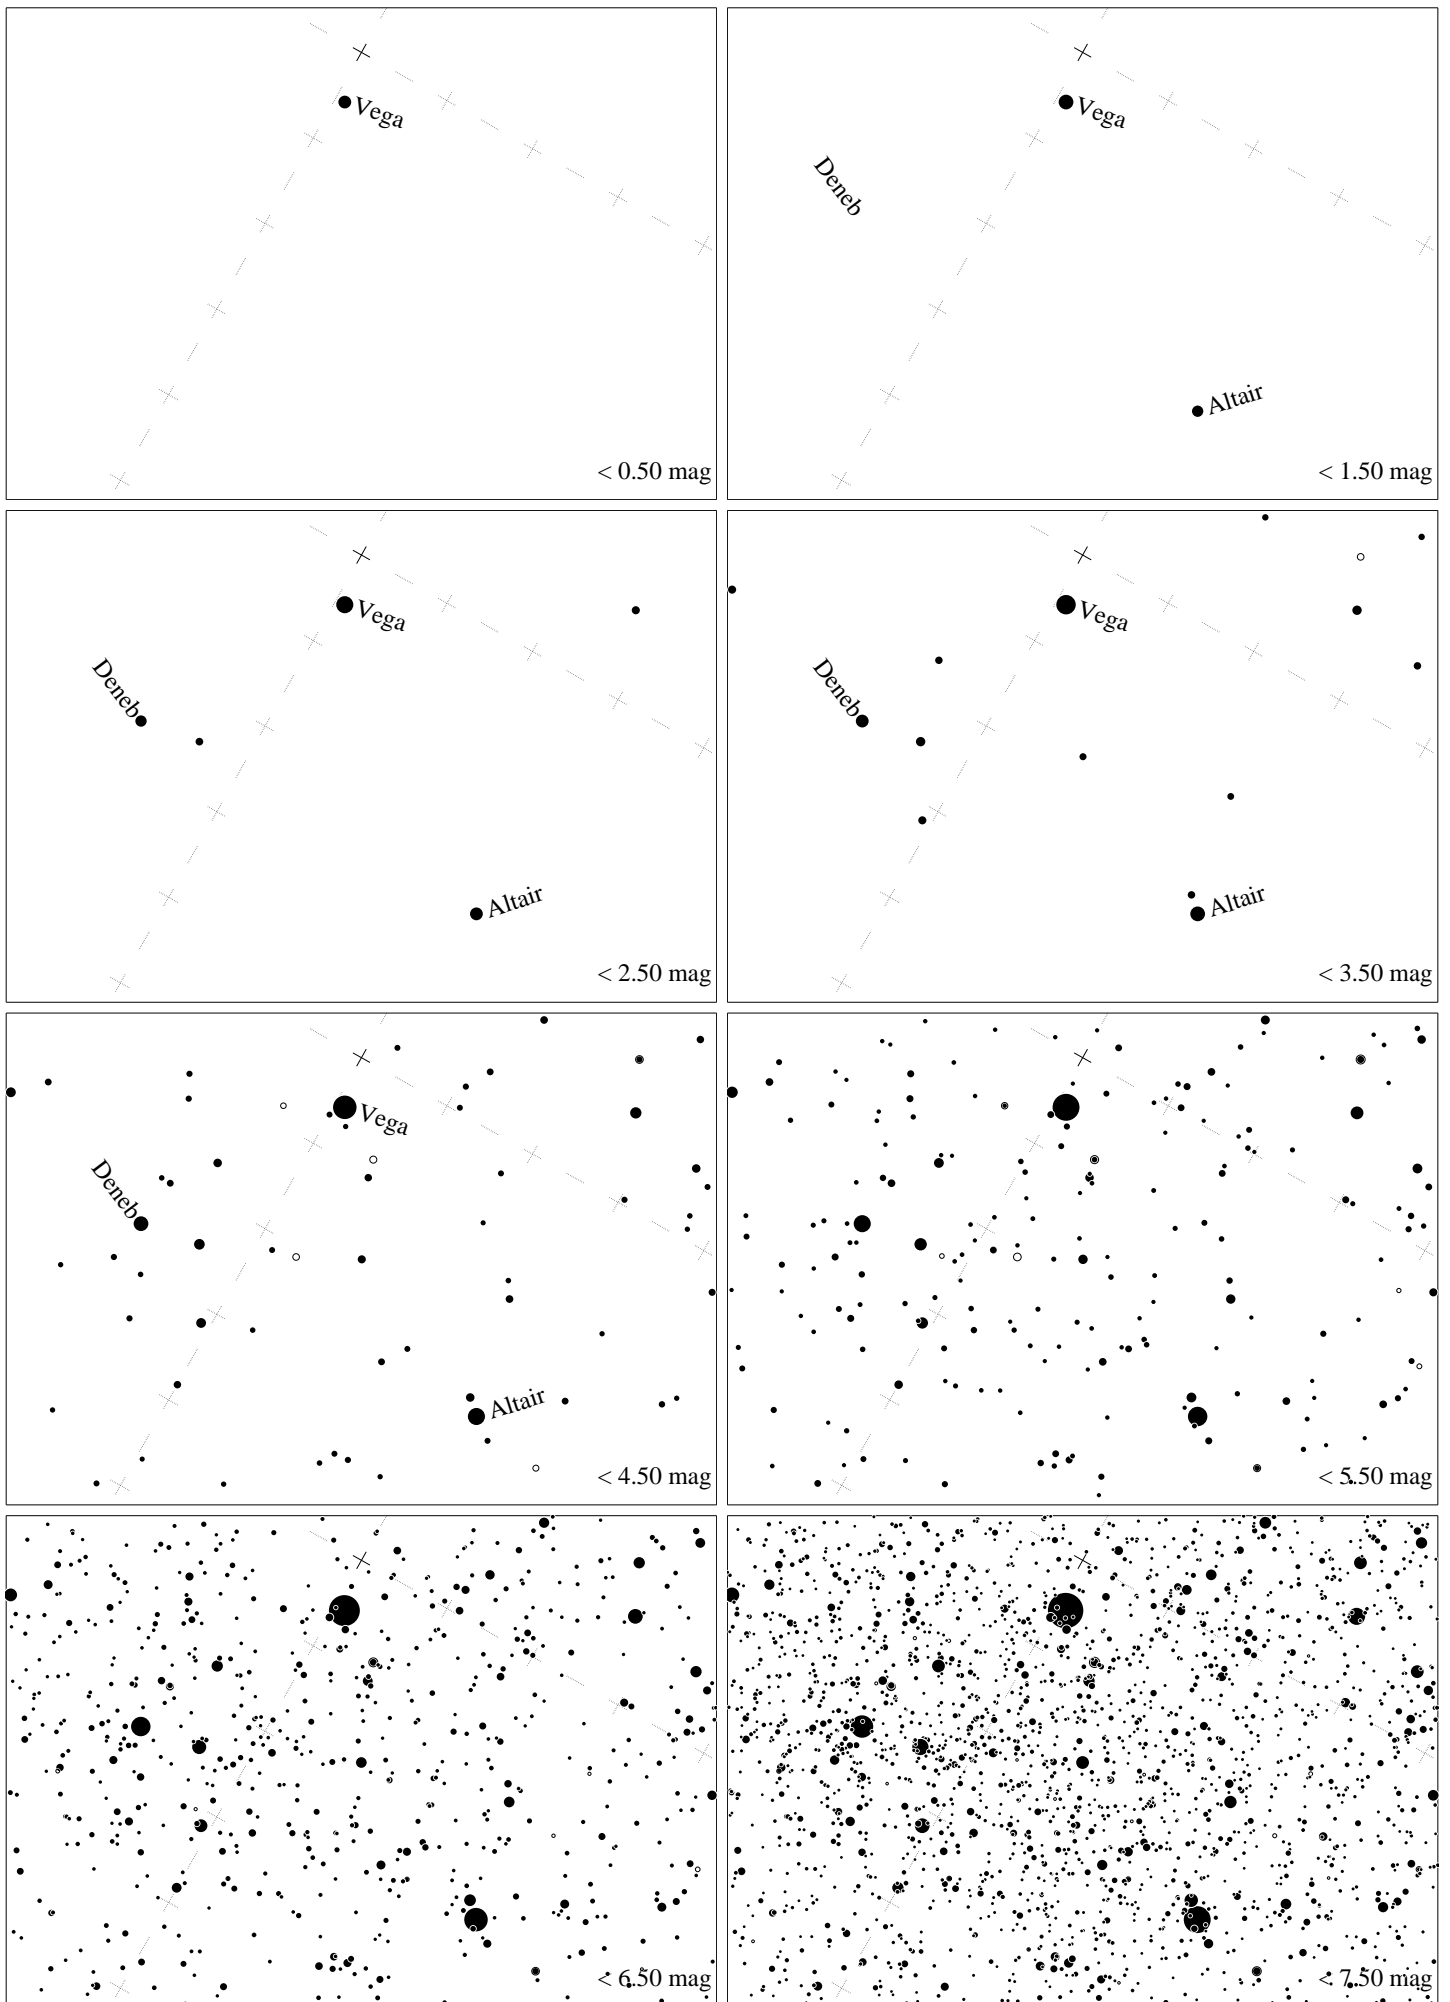 Vega
< 0.50 mag
Vega
Deneb
Altair
< 1.50 mag
Vega
Deneb
Altair
< 2.50 mag
Vega
Deneb
Altair
< 3.50 mag
Vega
Deneb
Altair
< 4.50 mag
< 5.50 mag
< 6.50 mag
< 7.50 mag